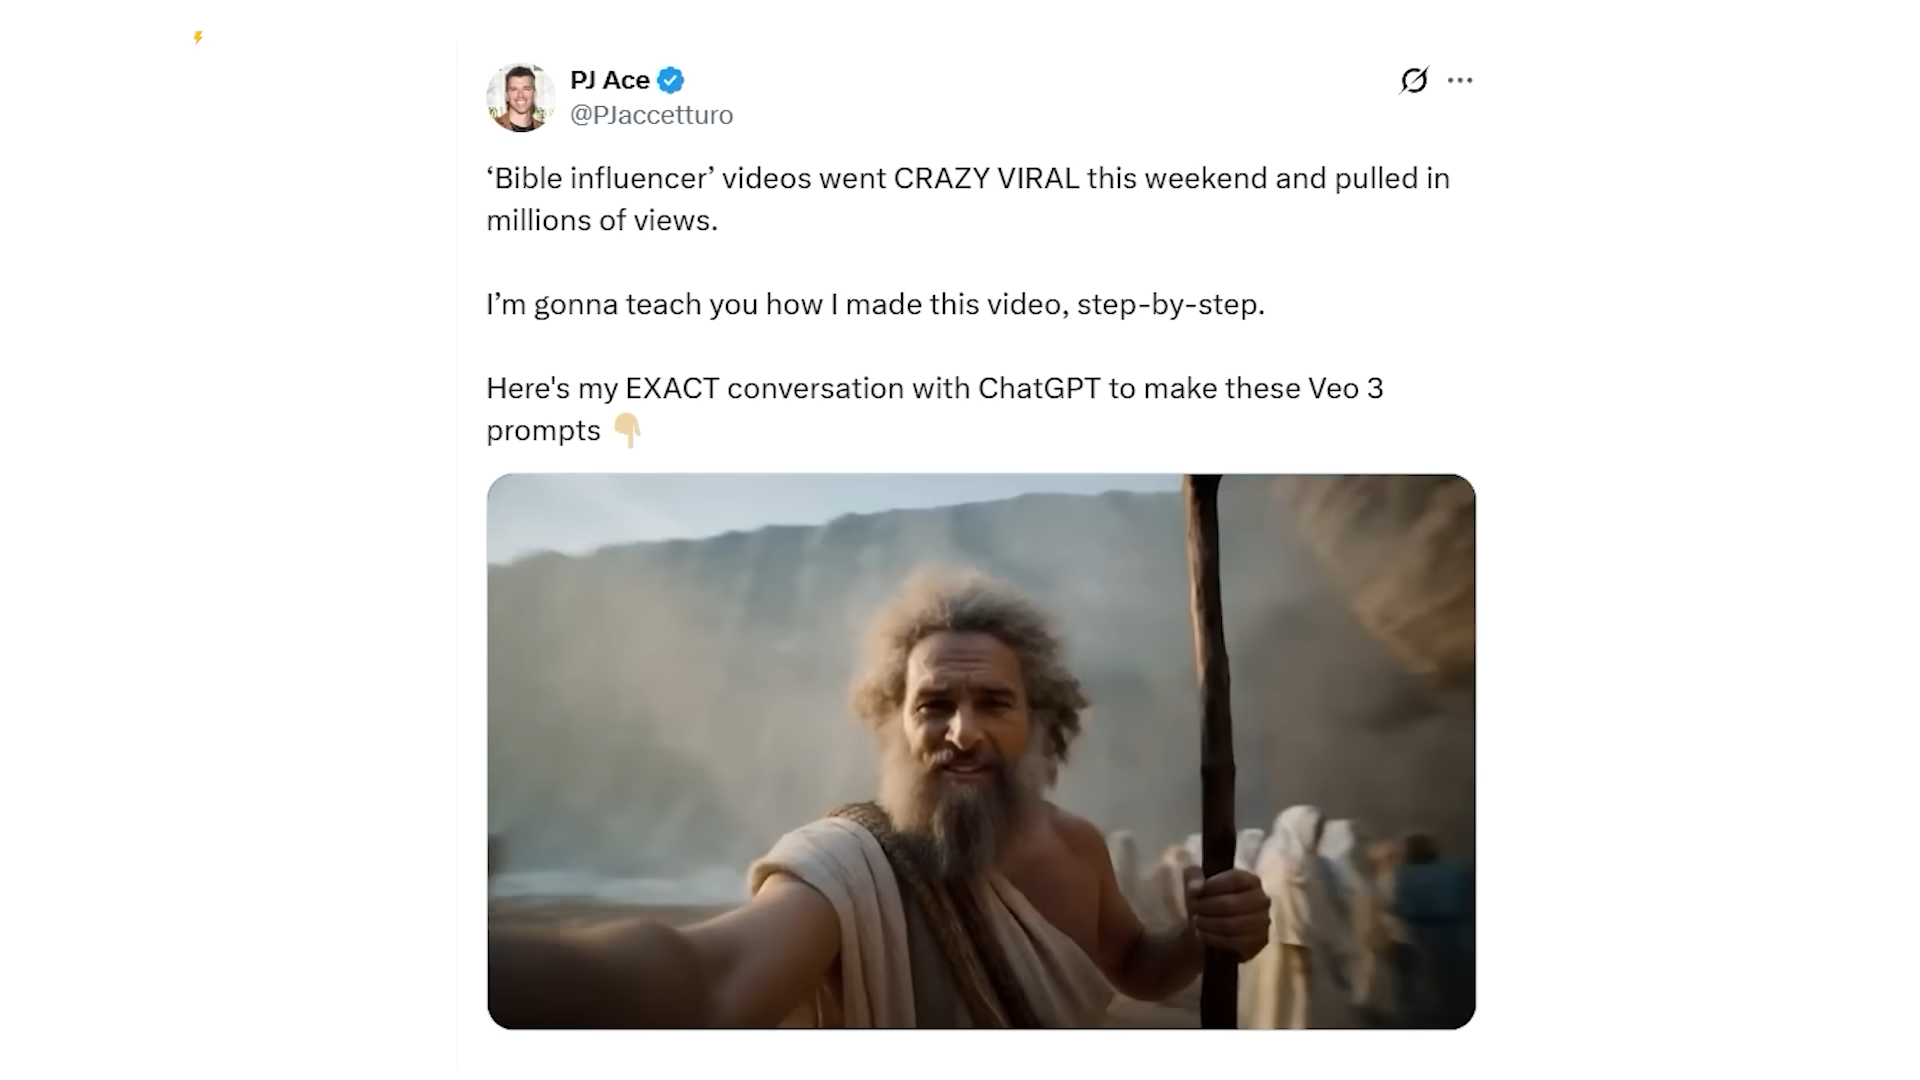 PJ Ace
@PJaccetturo
‘Bible influencer’ videos went CRAZY VIRAL this weekend and pulled in
millions of views.
I’m gonna teach you how I made this video, step-by-step.
Here's my EXACT conversation with ChatGPT to make these Veo 3
prompts 👇🏼